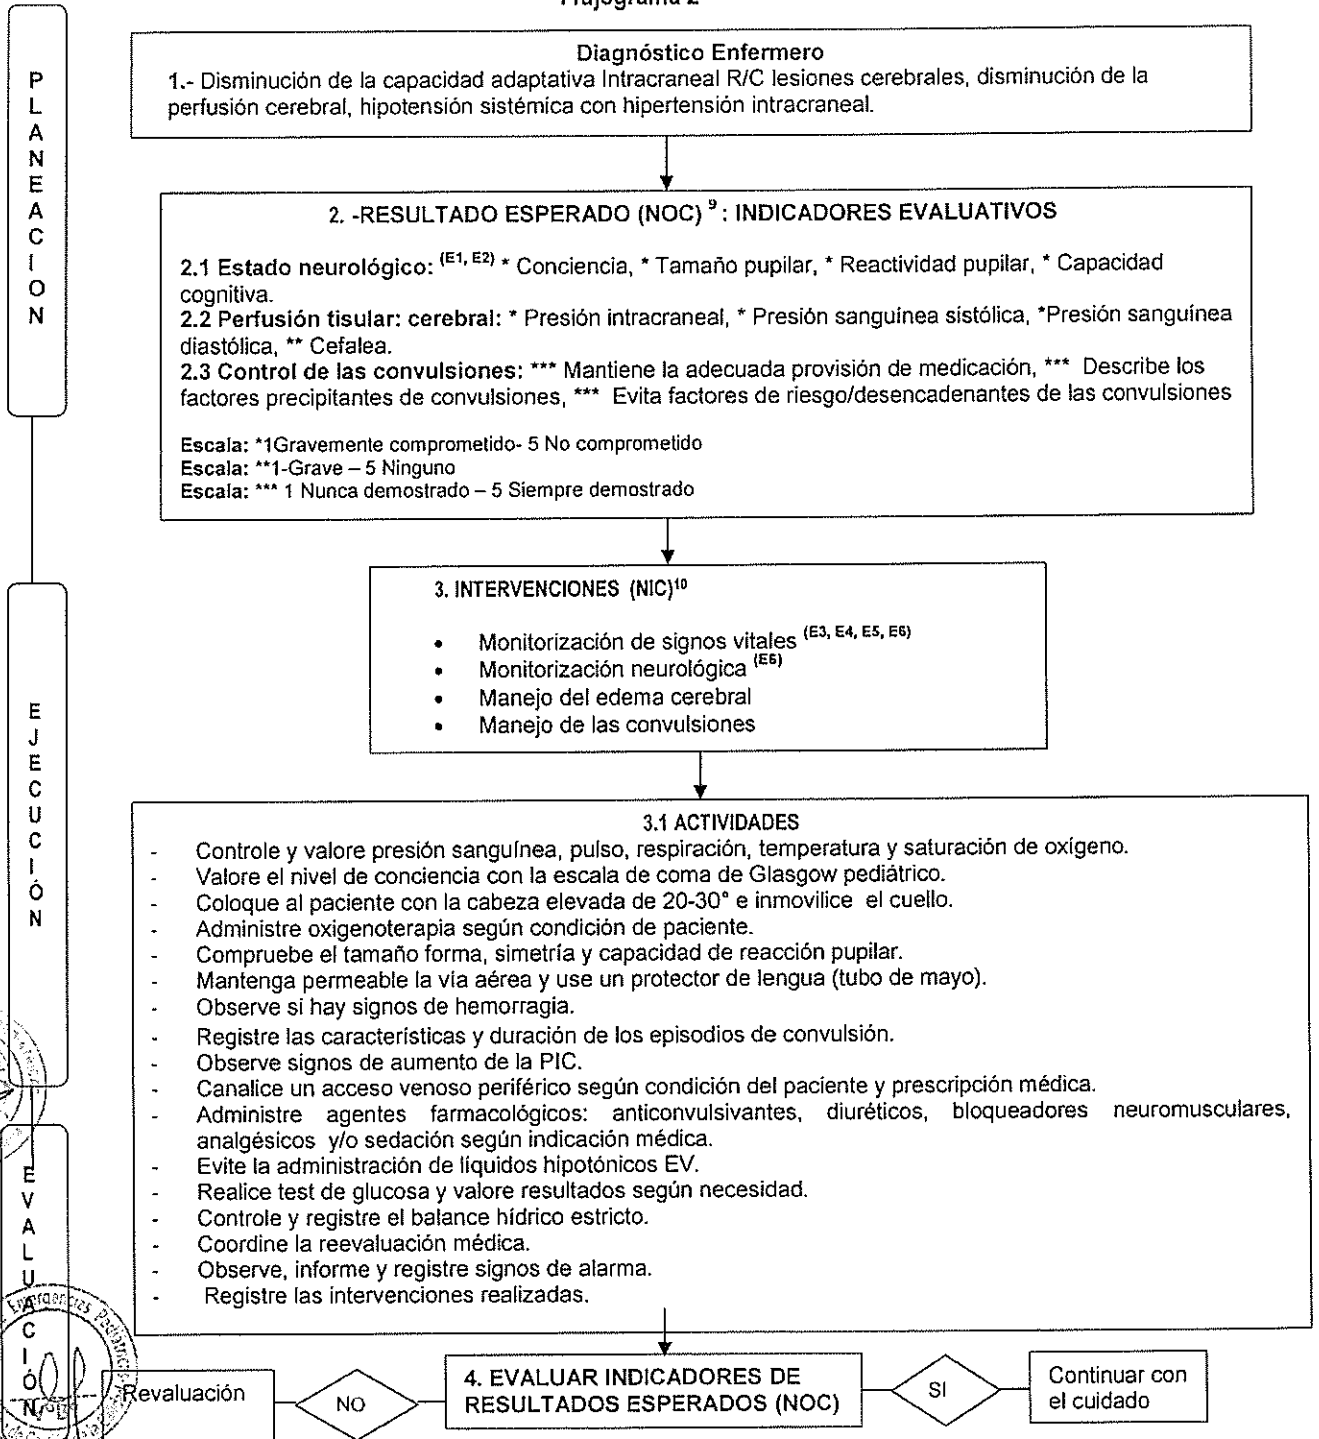 Flujograma 2
PLANEACION
Diagnóstico Enfermero
1.- Disminución de la capacidad adaptativa Intracraneal R/C lesiones cerebrales, disminución de la
perfusión cerebral, hipotensión sistémica con hipertensión intracraneal.
2. -RESULTADO ESPERADO (NOC) 9 : INDICADORES EVALUATIVOS
2.1 Estado neurológico: (E1, E2) * Conciencia, * Tamaño pupilar, * Reactividad pupilar, * Capacidad
cognitiva.
2.2 Perfusión tisular: cerebral: * Presión intracraneal, * Presión sanguínea sistólica, *Presión sanguínea
diastólica, ** Cefalea.
2.3 Control de las convulsiones: *** Mantiene la adecuada provisión de medicación, *** Describe los
factores precipitantes de convulsiones, *** Evita factores de riesgo/desencadenantes de las convulsiones
Escala: *1Gravemente comprometido- 5 No comprometido
Escala: **1-Grave – 5 Ninguno
Escala: *** 1 Nunca demostrado – 5 Siempre demostrado
EJECUCIÓN
3. INTERVENCIONES (NIC)10
• Monitorización de signos vitales (E3, E4, E5, E6)
• Monitorización neurológica (E6)
• Manejo del edema cerebral
• Manejo de las convulsiones
3.1 ACTIVIDADES
- Controle y valore presión sanguínea, pulso, respiración, temperatura y saturación de oxígeno.
- Valore el nivel de conciencia con la escala de coma de Glasgow pediátrico.
- Coloque al paciente con la cabeza elevada de 20-30° e inmovilice el cuello.
- Administre oxigenoterapia según condición de paciente.
- Compruebe el tamaño forma, simetría y capacidad de reacción pupilar.
- Mantenga permeable la vía aérea y use un protector de lengua (tubo de mayo).
- Observe si hay signos de hemorragia.
- Registre las características y duración de los episodios de convulsión.
- Observe signos de aumento de la PIC.
- Canalice un acceso venoso periférico según condición del paciente y prescripción médica.
- Administre agentes farmacológicos: anticonvulsivantes, diuréticos, bloqueadores neuromusculares,
analgésicos y/o sedación según indicación médica.
- Evite la administración de líquidos hipotónicos EV.
- Realice test de glucosa y valore resultados según necesidad.
- Controle y registre el balance hídrico estricto.
- Coordine la reevaluación médica.
- Observe, informe y registre signos de alarma.
- Registre las intervenciones realizadas.
EVALUACIÓN
Emergencias
Revaluación
NO
4. EVALUAR INDICADORES DE
RESULTADOS ESPERADOS (NOC)
SI
Continuar con
el cuidado